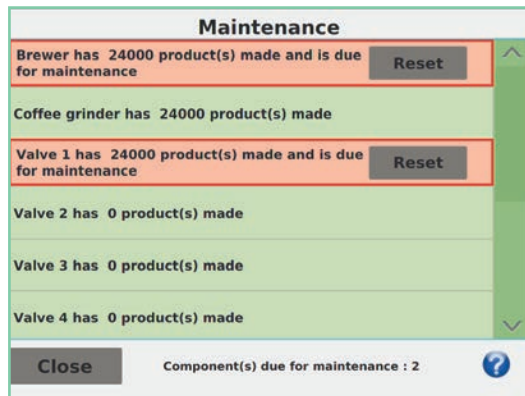 Maintenance
Brewer has 24000 product(s) made and is due
for maintenance
Reset
Coffee grinder has 24000 product(s) made
Valve 1 has 24000 product(s) made and is due
for maintenance
Reset
Valve 2 has 0 product(s) made
Valve 3 has 0 product(s) made
Valve 4 has 0 product(s) made
Close
Component(s) due for maintenance : 2
?